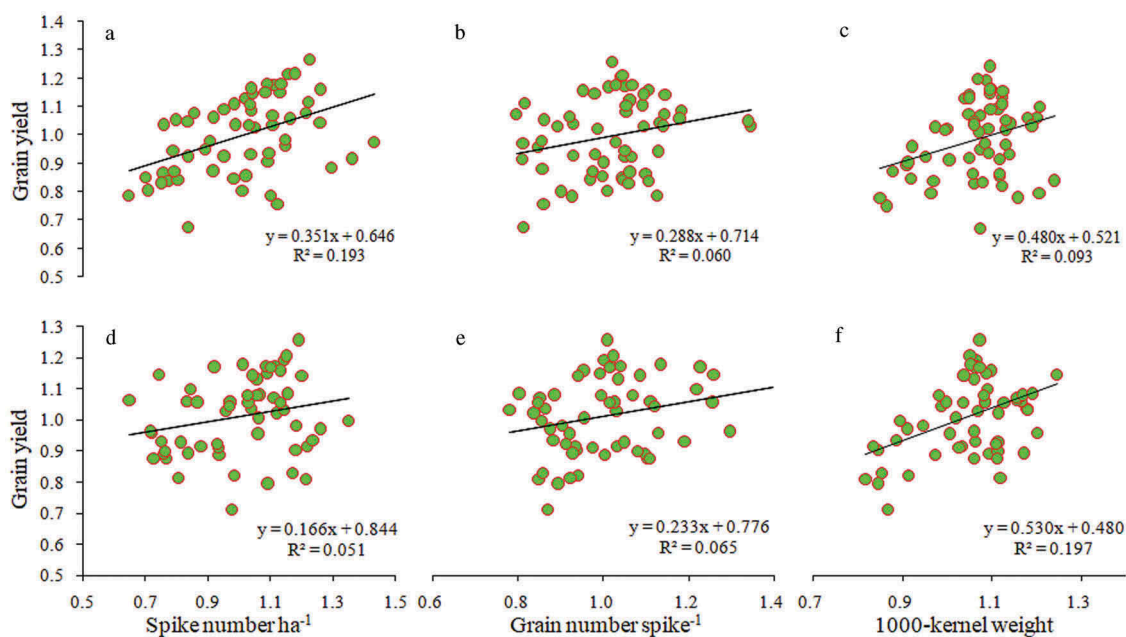 a
b
c
1.4
1.3
1.2
1.1
1.0
0.9
0.8
0.7
0.6
0.5
Grain yield
y = 0.351x + 0.646
R² = 0.193
y = 0.288x + 0.714
R² = 0.060
y = 0.480x + 0.521
R² = 0.093
d
e
f
1.3
1.2
1.1
1.0
0.9
0.8
0.7
0.6
0.5
Grain yield
y = 0.166x + 0.844
R² = 0.051
y = 0.233x + 0.776
R² = 0.065
y = 0.530x + 0.480
R² = 0.197
0.5 0.7 0.9 1.1 1.3 1.5
0.6 0.8 1.0 1.2 1.4
0.7 0.9 1.1 1.3
Spike number ha⁻¹
Grain number spike⁻¹
1000-kernel weight